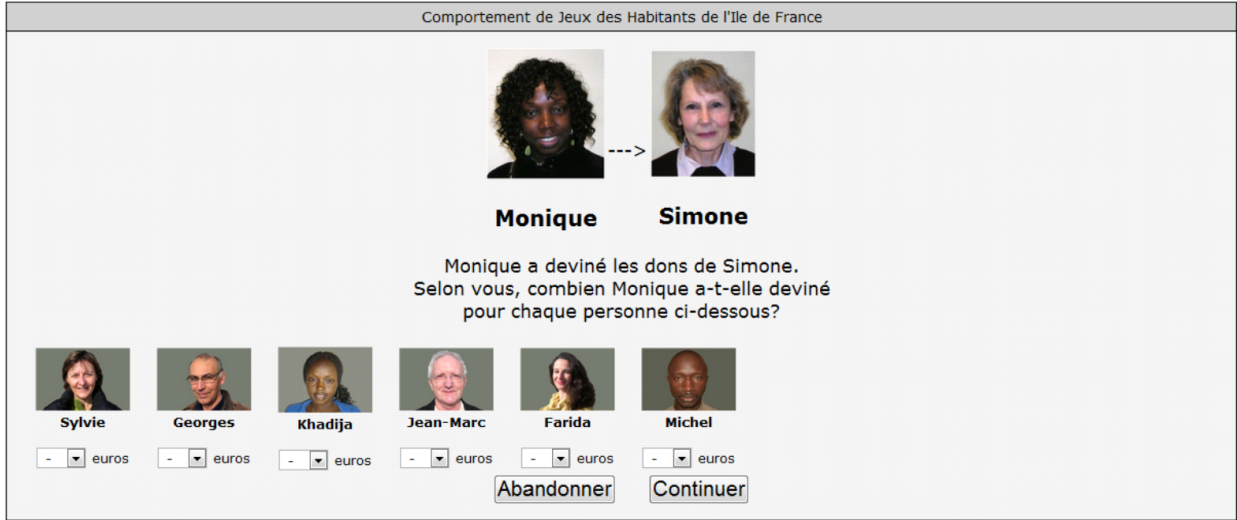 Comportement de Jeux des Habitants de l'Ile de France
--->
Monique Simone
Monique a deviné les dons de Simone.
Selon vous, combien Monique a-t-elle deviné
pour chaque personne ci-dessous?
Sylvie Georges Khadija Jean-Marc Farida Michel
- euros - euros - euros - euros - euros - euros
Abandonner Continuer